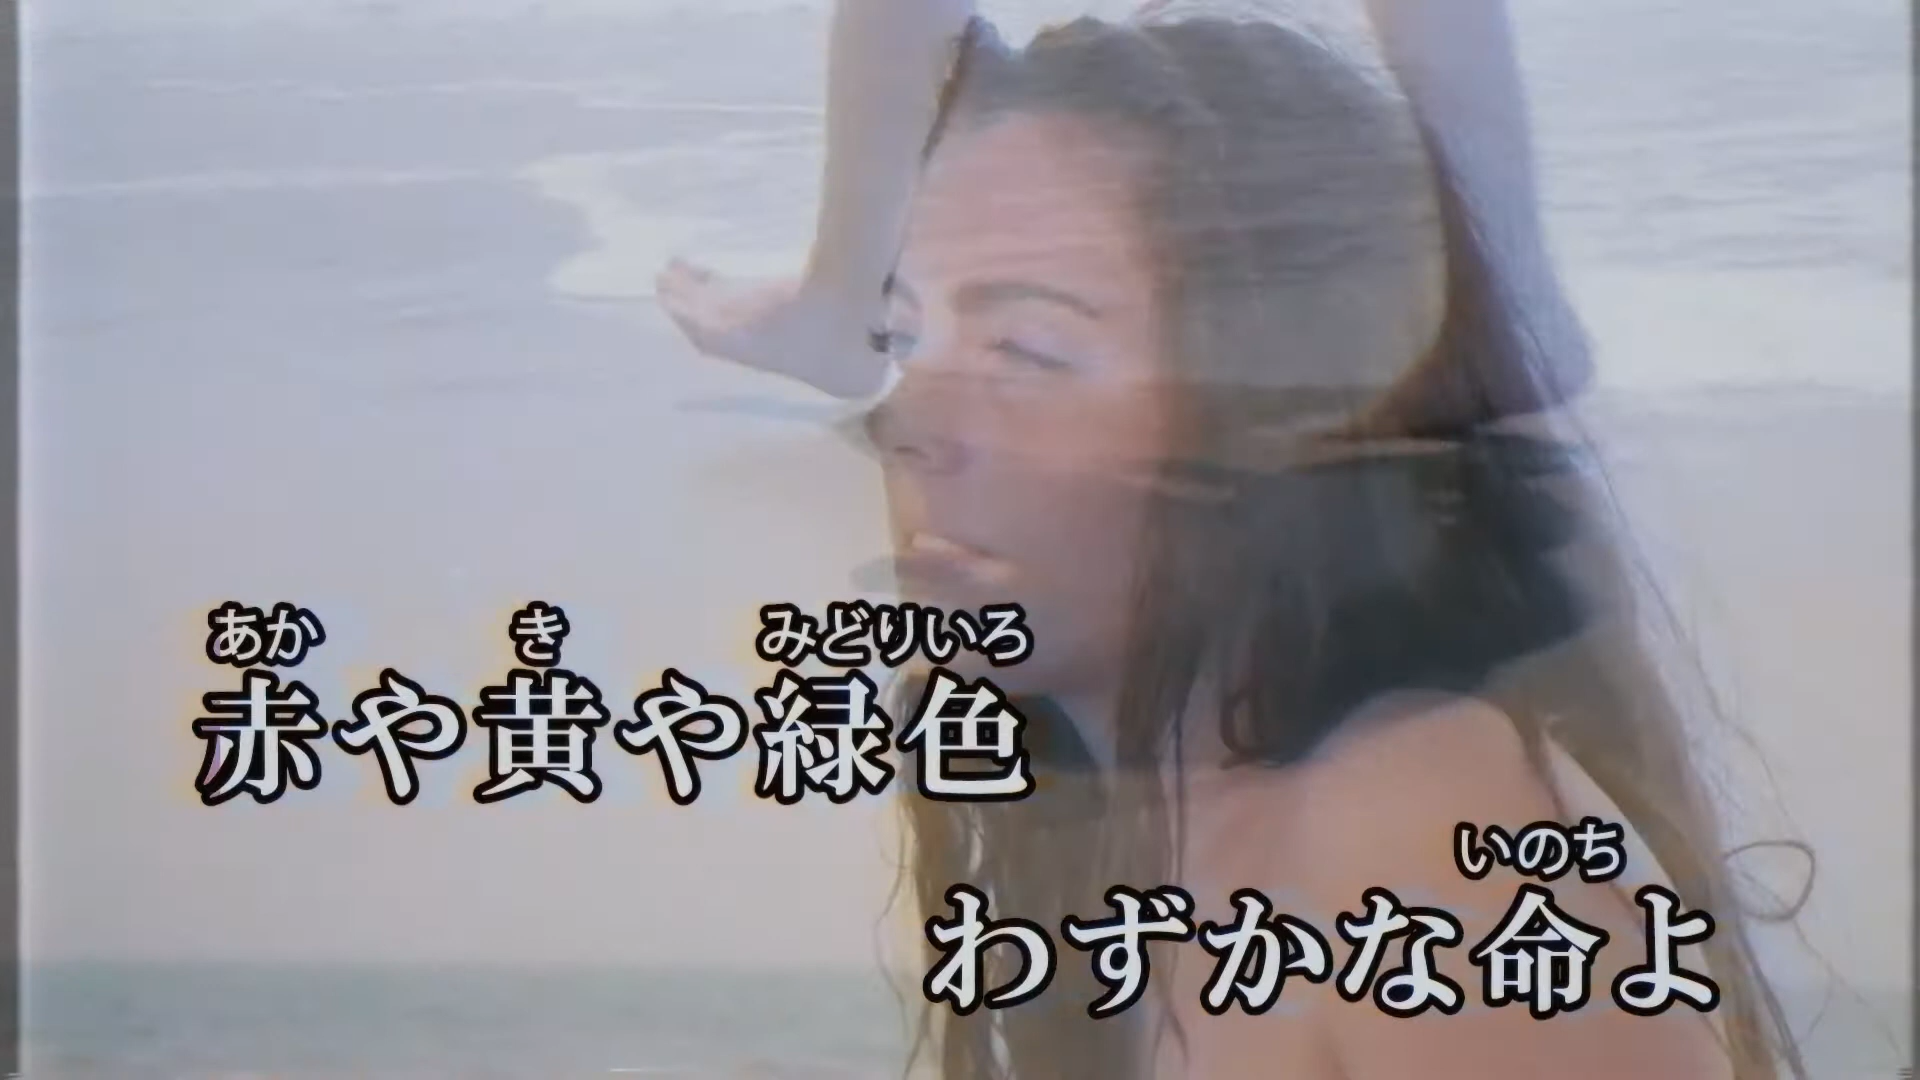 あか き みどりいろ
赤や黄や緑色
いのち
わずかな命よ